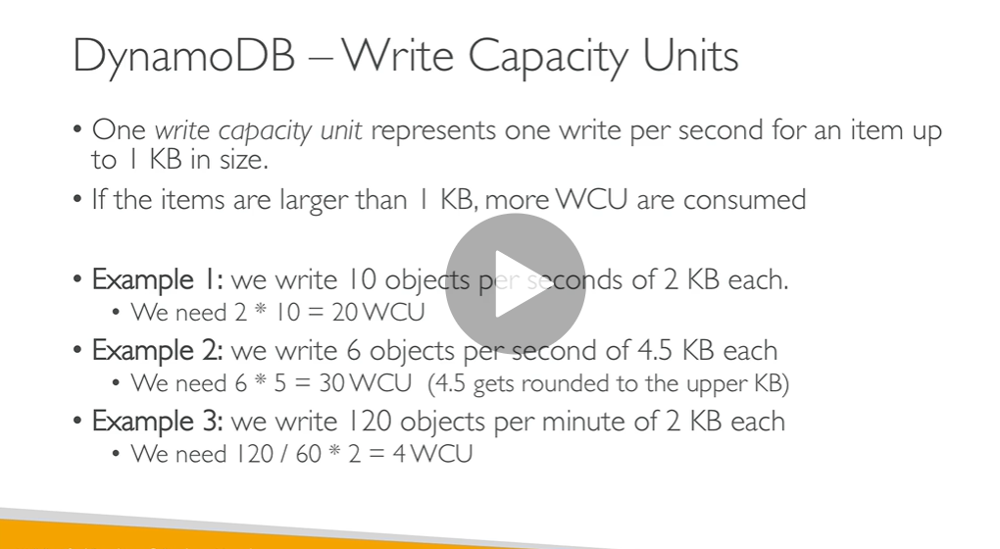 DynamoDB – Write Capacity Units
• One write capacity unit represents one write per second for an item up
to 1 KB in size.
• If the items are larger than 1 KB, more WCU are consumed
• Example 1: we write 10 objects per seconds of 2 KB each.
• We need 2 * 10 = 20 WCU
• Example 2: we write 6 objects per second of 4.5 KB each
• We need 6 * 5 = 30 WCU (4.5 gets rounded to the upper KB)
• Example 3: we write 120 objects per minute of 2 KB each
• We need 120 / 60 * 2 = 4 WCU